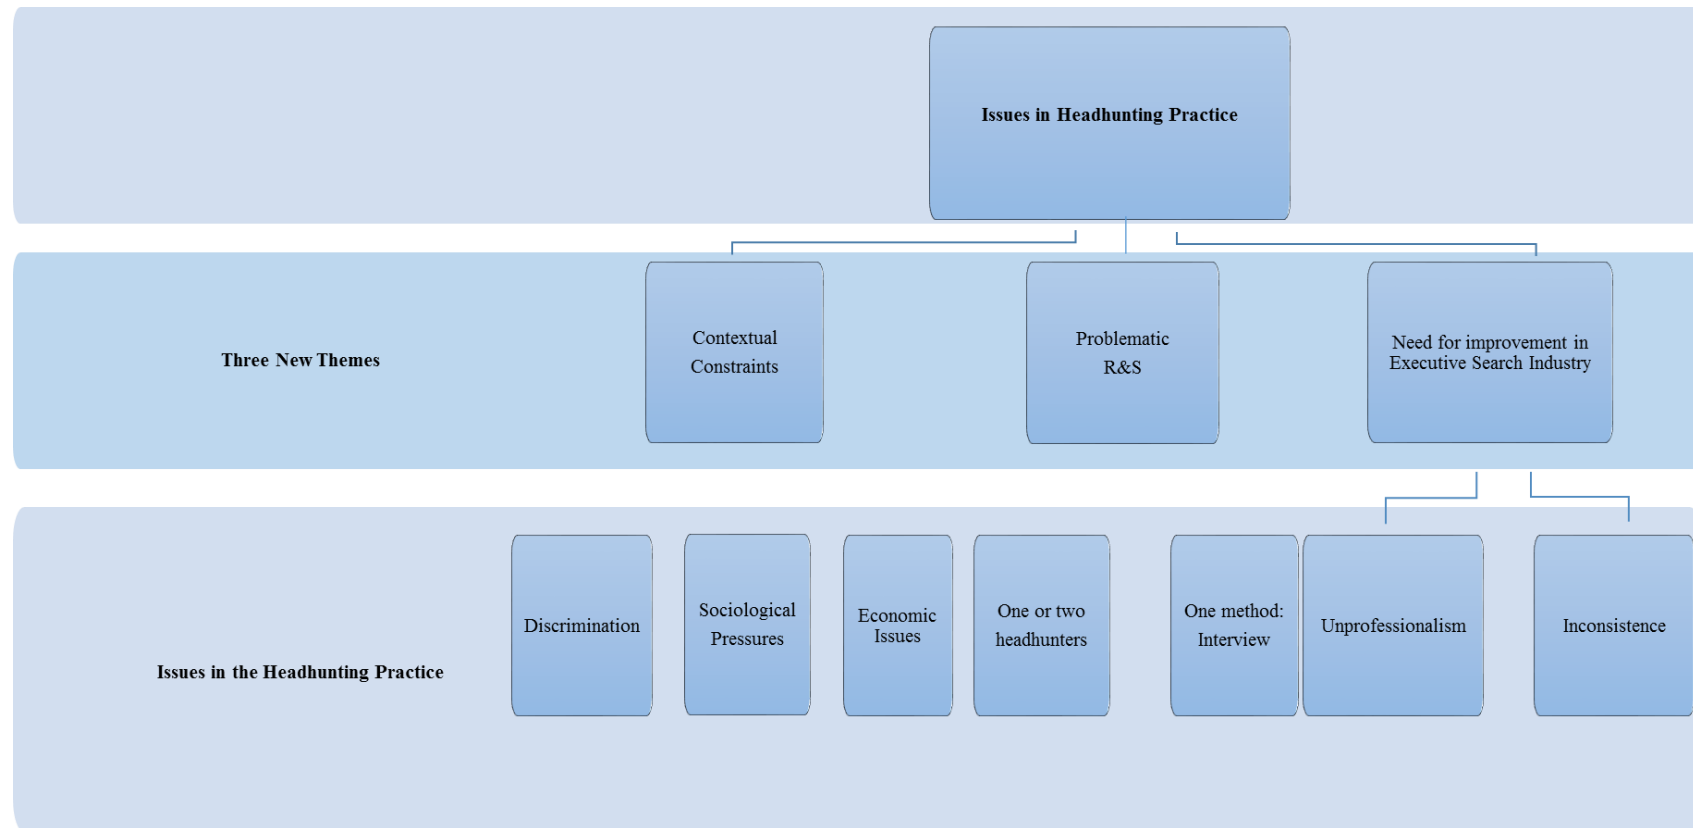 Issues in Headhunting Practice
Three New Themes
Contextual
Constraints
Problematic
R&S
Need for improvement in
Executive Search Industry
Issues in the Headhunting Practice
Discrimination
Sociological
Pressures
Economic
Issues
One or two
headhunters
One method:
Interview
Unprofessionalism
Inconsistence